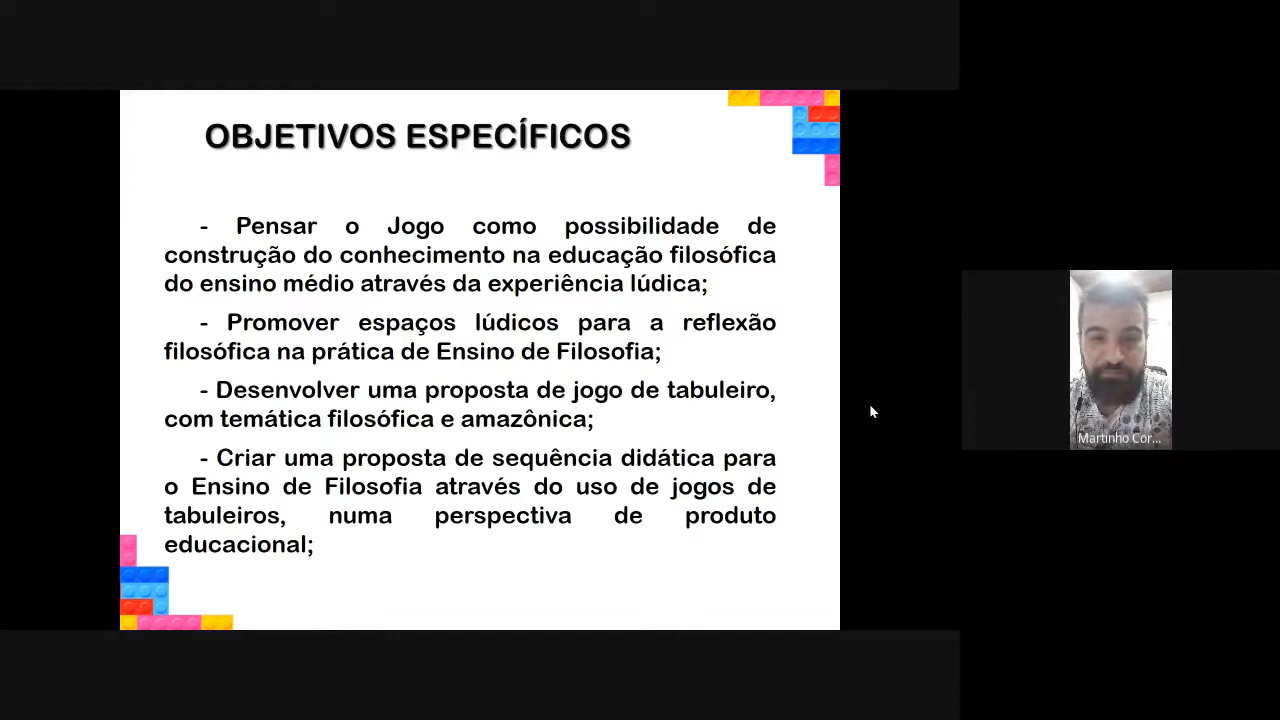 OBJETIVOS ESPECÍFICOS
- Pensar o Jogo como possibilidade de
construção do conhecimento na educação filosófica
do ensino médio através da experiência lúdica;
- Promover espaços lúdicos para a reflexão
filosófica na prática de Ensino de Filosofia;
- Desenvolver uma proposta de jogo de tabuleiro,
com temática filosófica e amazônica;
- Criar uma proposta de sequência didática para
o Ensino de Filosofia através do uso de jogos de
tabuleiros, numa perspectiva de produto
educacional;
Martinho Cor...